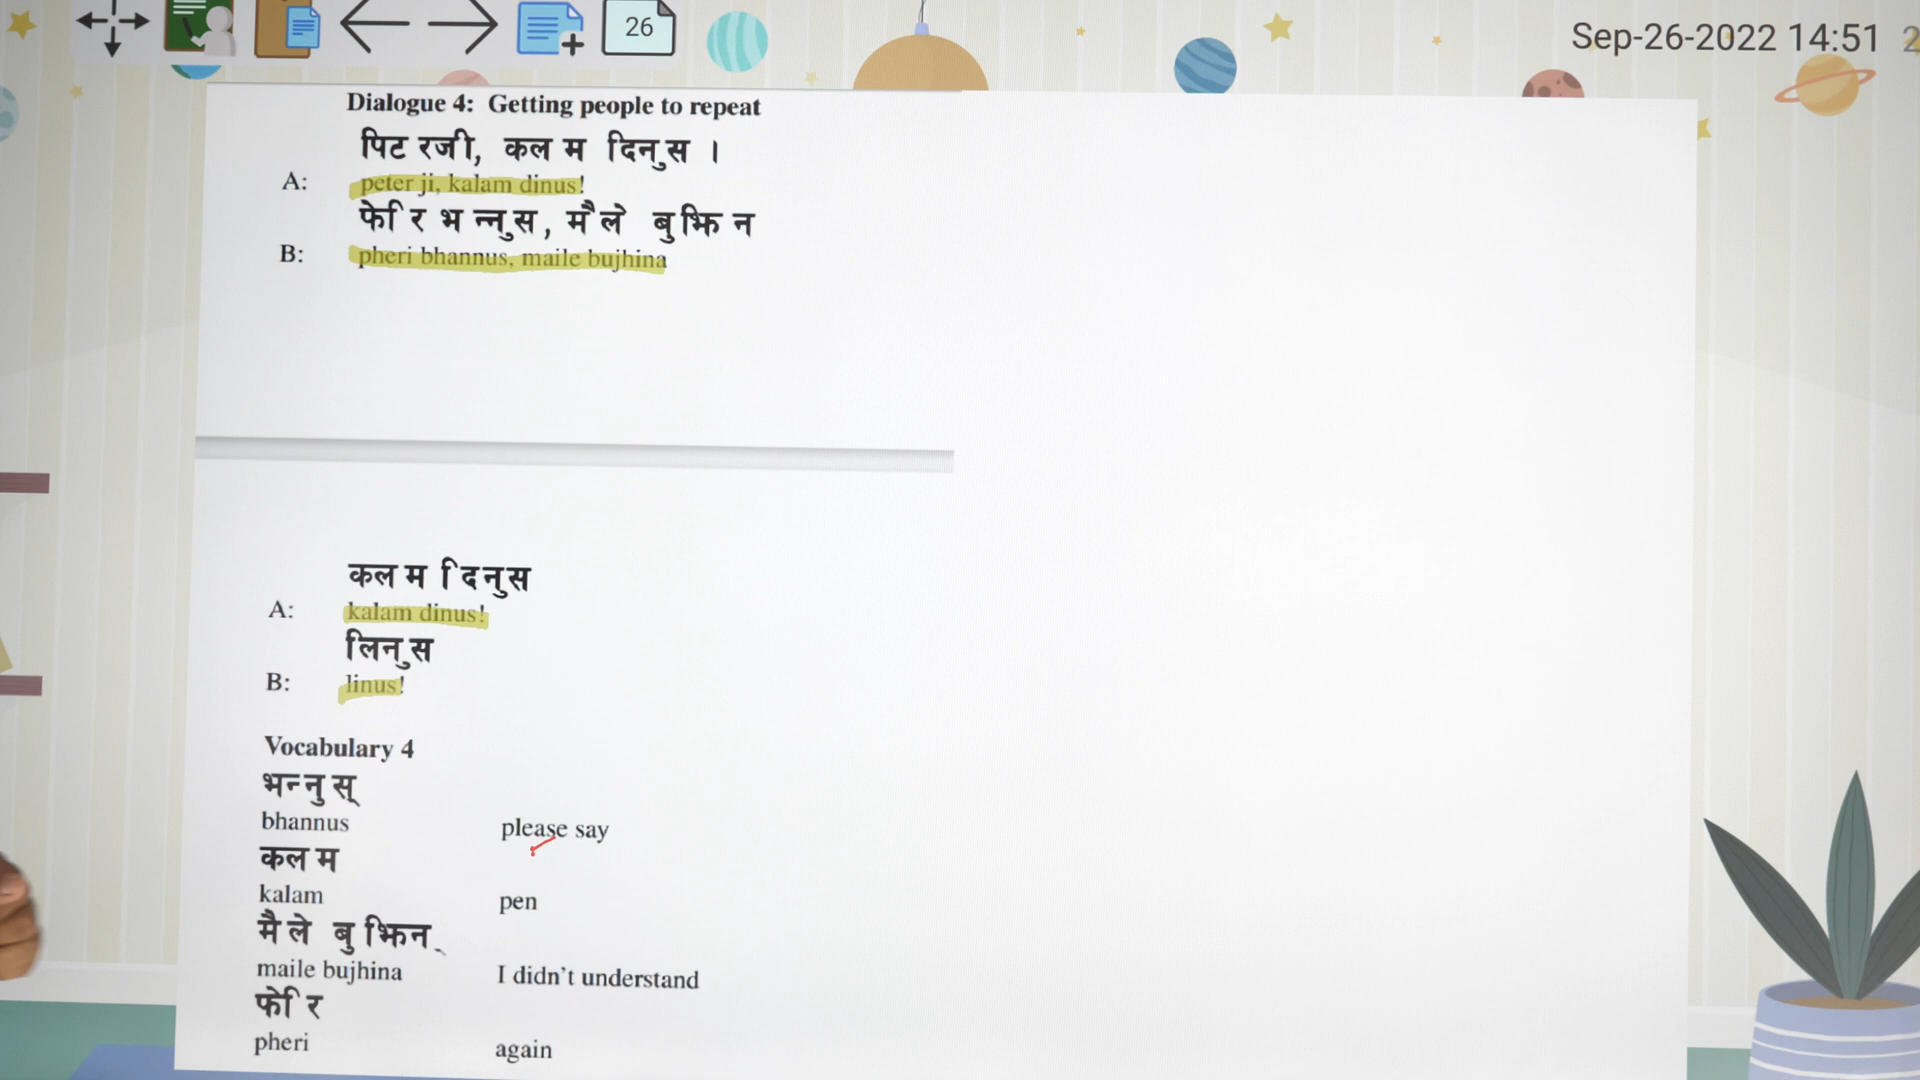 26
Sep-26-2022 14:51
Dialogue 4: Getting people to repeat
पिट रजी, कल म दिनुस ।
A: peter ji, kalam dinus!
फेरि भन्नुस, मैले बुझिन
B: pheri bhannus, maile bujhina
कलम दिनुस
A: kalam dinus!
लिनुस
B: linus!
Vocabulary 4
भन्नुस्
bhannus please say
कलम
kalam pen
मैले बुझिन
maile bujhina I didn't understand
फेरि
pheri again